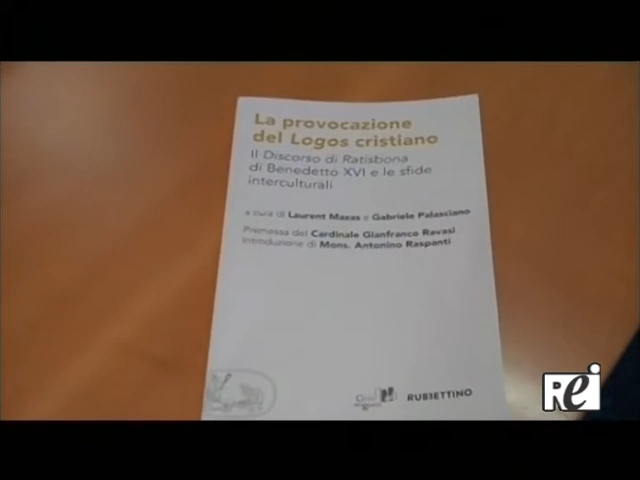 La provocazione
del Logos cristiano
Il Discorso di Ratisbona
di Benedetto XVI e le sfide
interculturali
a cura di Laurent Mazas e Gabriele Palasciano
Premessa del Cardinale Gianfranco Ravasi
Introduzione di Mons. Antonino Raspanti
RUBBETTINO
Rei